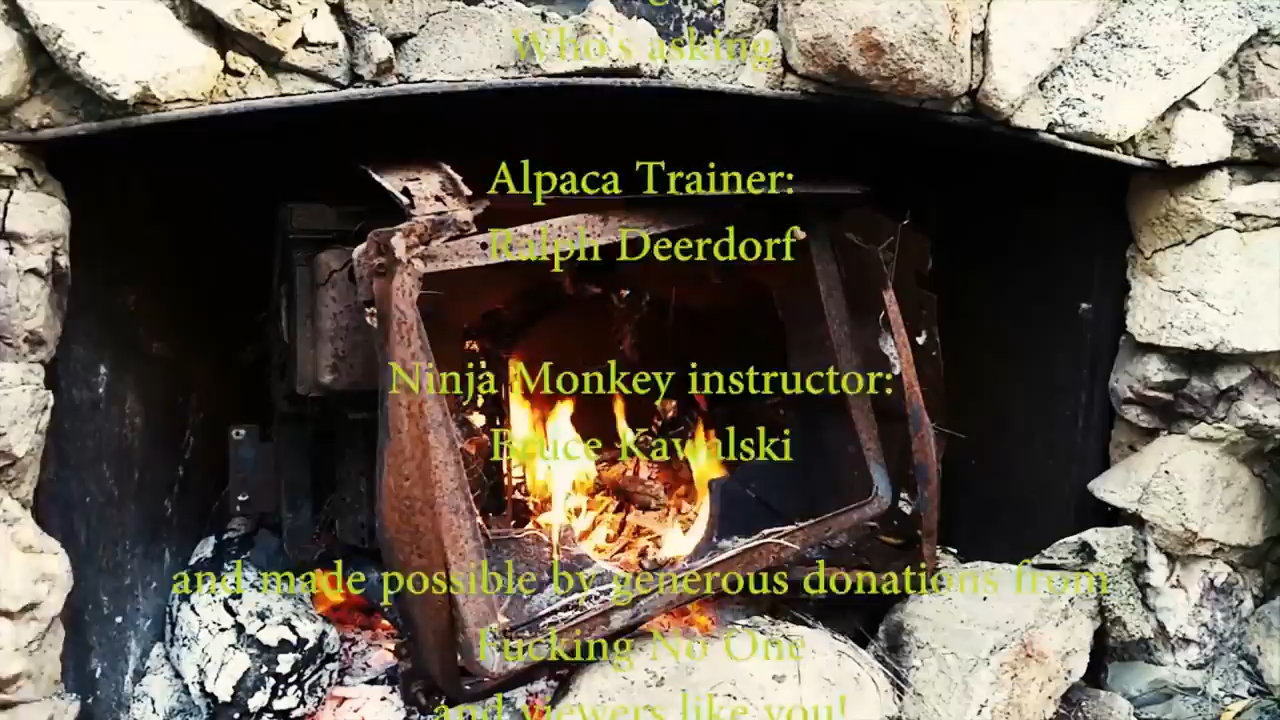 Who's asking
Alpaca Trainer:
Ralph Deerdorf
Ninja Monkey instructor:
Bruce Kawalski
and made possible by generous donations from
Fucking No One
and viewers like you!